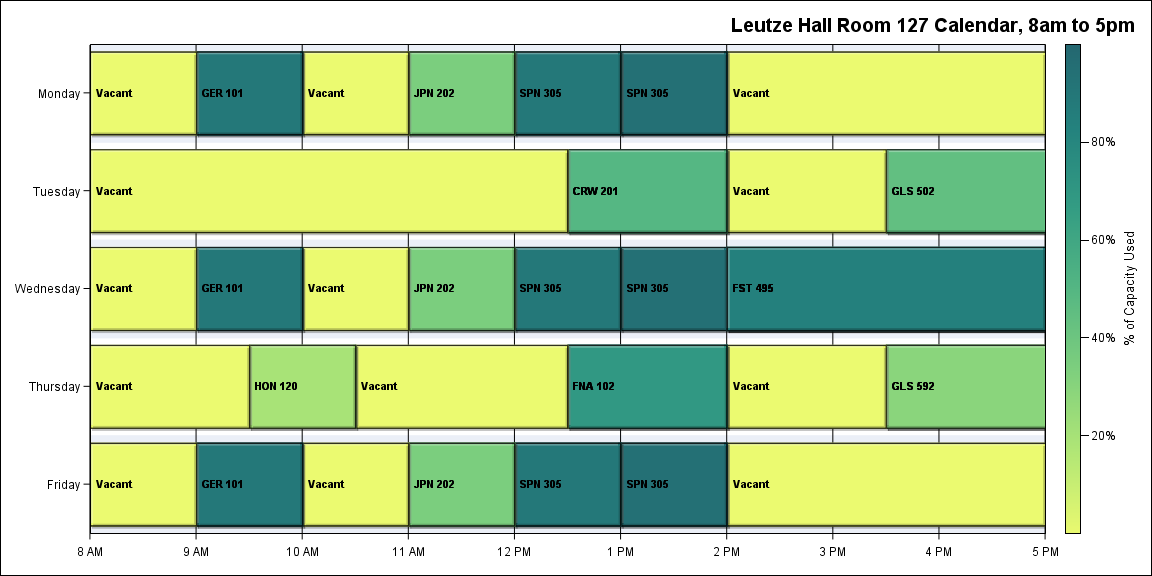 Leutze Hall Room 127 Calendar, 8am to 5pm
Monday
Vacant
GER 101
Vacant
JPN 202
SPN 305
SPN 305
Vacant
Tuesday
Vacant
CRW 201
Vacant
GLS 502
Wednesday
Vacant
GER 101
Vacant
JPN 202
SPN 305
SPN 305
FST 495
Thursday
Vacant
HON 120
Vacant
FNA 102
Vacant
GLS 592
Friday
Vacant
GER 101
Vacant
JPN 202
SPN 305
SPN 305
Vacant
8 AM
9 AM
10 AM
11 AM
12 PM
1 PM
2 PM
3 PM
4 PM
5 PM
80%
60%
40%
20%
% of Capacity Used